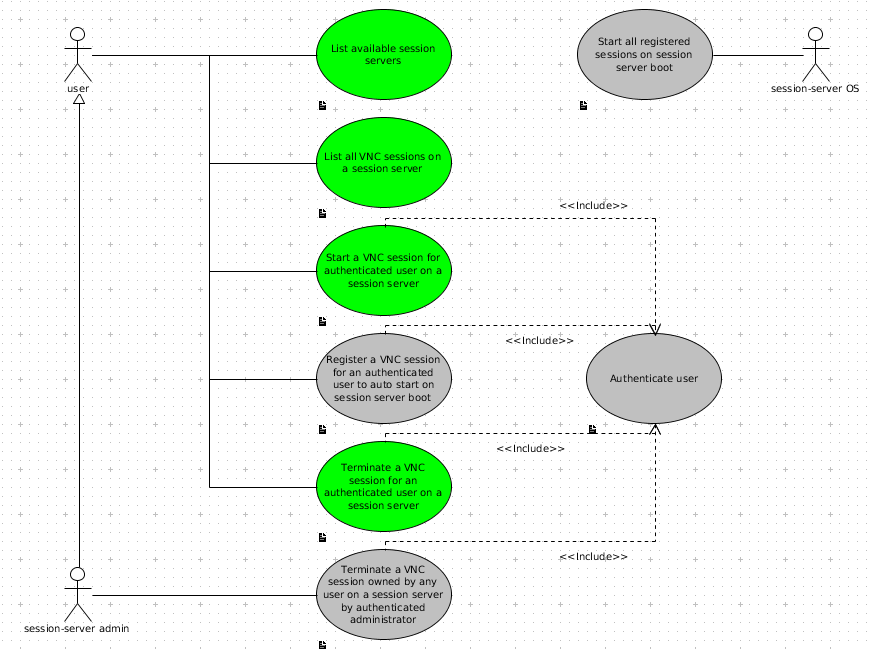 List available session
servers
Start all registered
sessions on session
server boot
user
session-server OS
List all VNC sessions on
a session server
<<Include>>
Start a VNC session for
authenticated user on a
session server
<<Include>>
Register a VNC session
for an authenticated
user to auto start on
session server boot
Authenticate user
<<Include>>
Terminate a VNC
session for an
authenticated user on a
session server
<<Include>>
Terminate a VNC
session owned by any
user on a session server
by authenticated
administrator
session-server admin